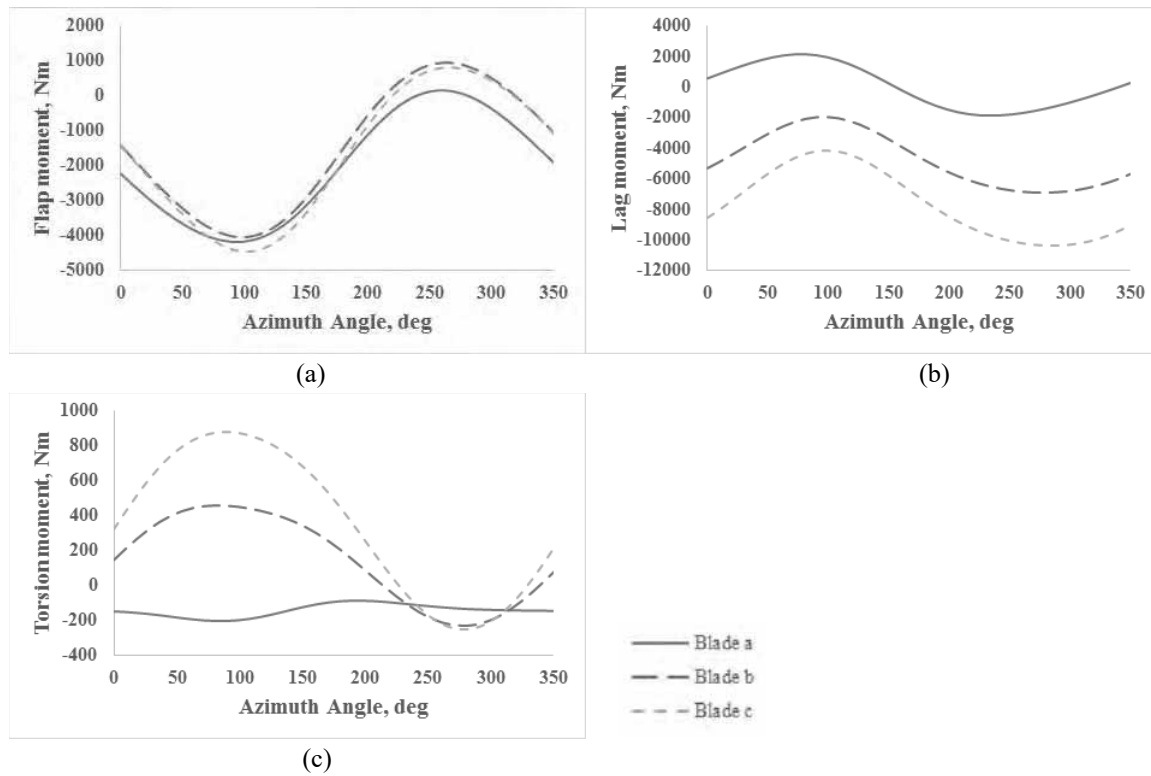 2000
1000
0
-1000
-2000
-3000
-4000
-5000
Flap moment, Nm
0 50 100 150 200 250 300 350
Azimuth Angle, deg
(a)
4000
2000
0
-2000
-4000
-6000
-8000
-10000
-12000
Lag moment, Nm
0 50 100 150 200 250 300 350
Azimuth Angle, deg
(b)
1000
800
600
400
200
0
-200
-400
Torsion moment, Nm
0 50 100 150 200 250 300 350
Azimuth Angle, deg
(c)
Blade a
Blade b
Blade c